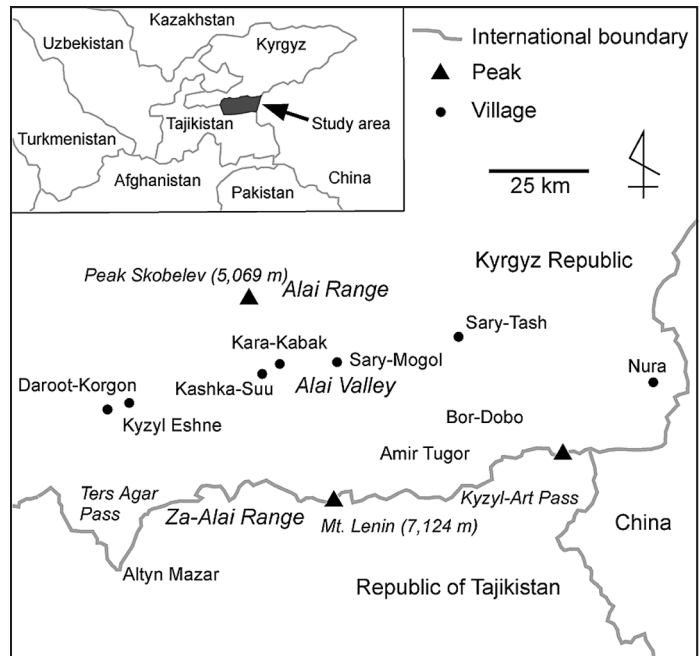 Kazakhstan
Uzbekistan
Kyrgyz
Tajikistan
Study area
Turkmenistan
Afghanistan
China
Pakistan
International boundary
Peak
Village
25 km
Kyrgyz Republic
Peak Skobelev (5,069 m)
Alai Range
Sary-Tash
Kara-Kabak
Sary-Mogol
Nura
Daroot-Korgon
Kashka-Suu
Alai Valley
Kyzyl Eshne
Bor-Dobo
Amir Tugor
Ters Agar
Pass
Kyzyl-Art Pass
Za-Alai Range
Mt. Lenin (7,124 m)
China
Altyn Mazar
Republic of Tajikistan